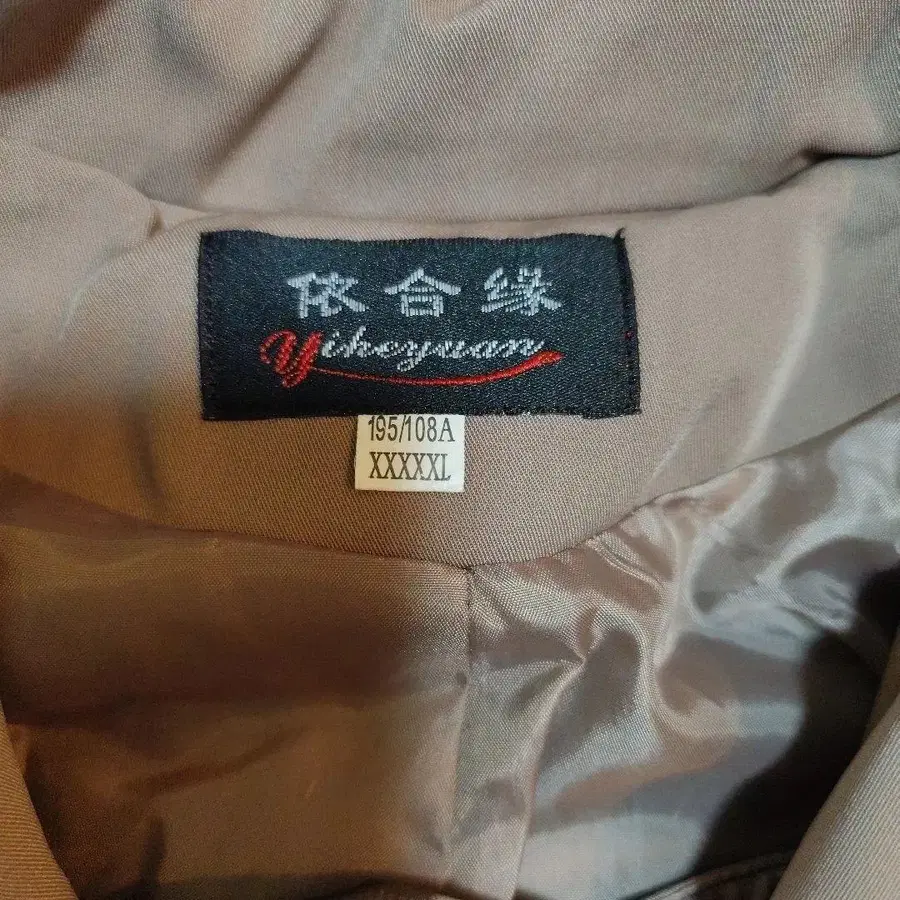 依合缘
Yiheyuan
195/108A
XXXXXL